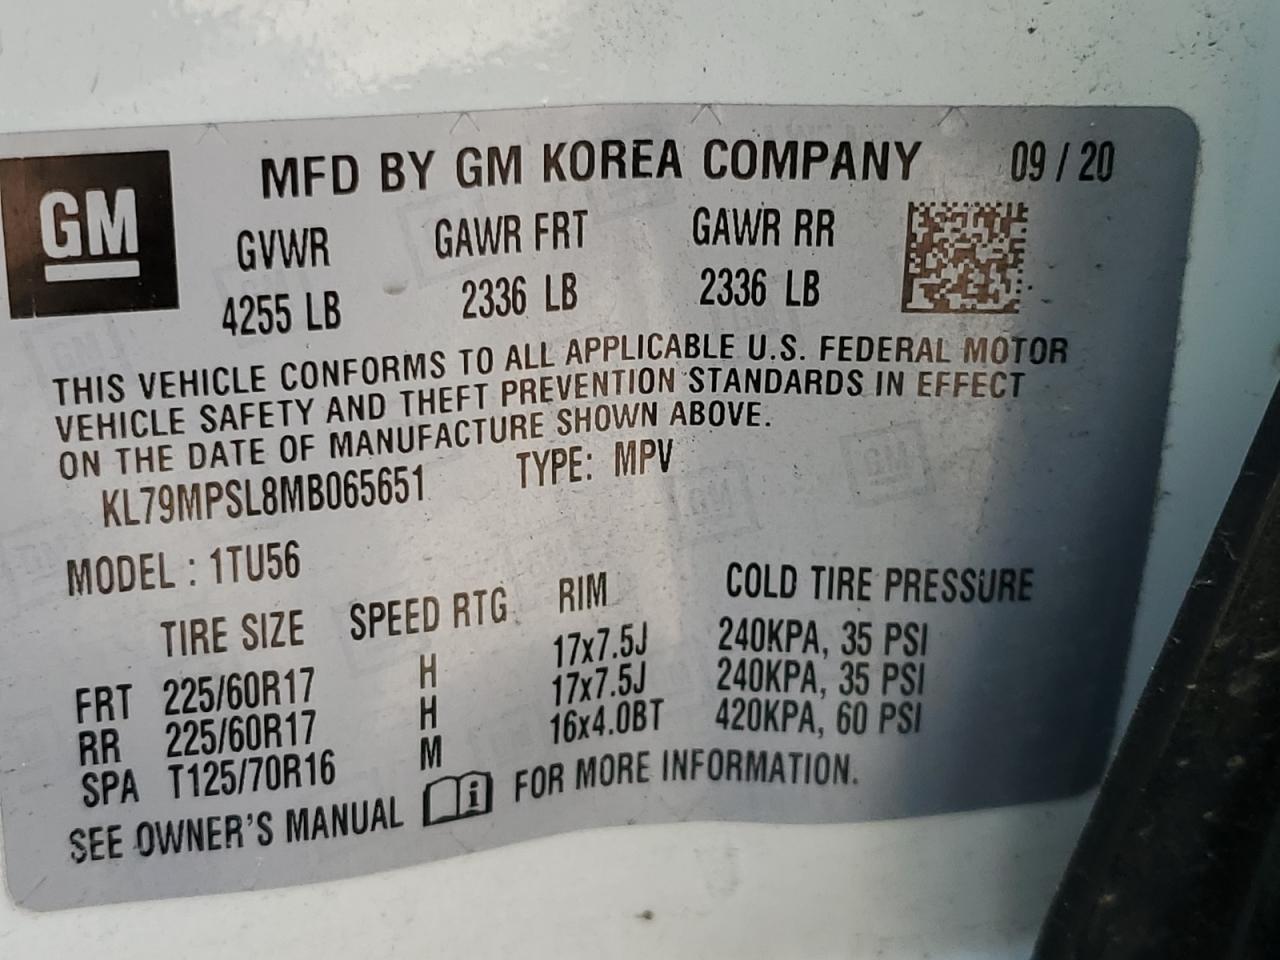 GM
MFD BY GM KOREA COMPANY 09 / 20
GVWR GAWR FRT GAWR RR
4255 LB 2336 LB 2336 LB
THIS VEHICLE CONFORMS TO ALL APPLICABLE U.S. FEDERAL MOTOR
VEHICLE SAFETY AND THEFT PREVENTION STANDARDS IN EFFECT
ON THE DATE OF MANUFACTURE SHOWN ABOVE.
KL79MPSL8MB065651 TYPE: MPV
MODEL : 1TU56
TIRE SIZE SPEED RTG RIM COLD TIRE PRESSURE
FRT 225/60R17 H 17x7.5J 240KPA, 35 PSI
RR 225/60R17 H 17x7.5J 240KPA, 35 PSI
SPA T125/70R16 M 16x4.0BT 420KPA, 60 PSI
SEE OWNER'S MANUAL FOR MORE INFORMATION.